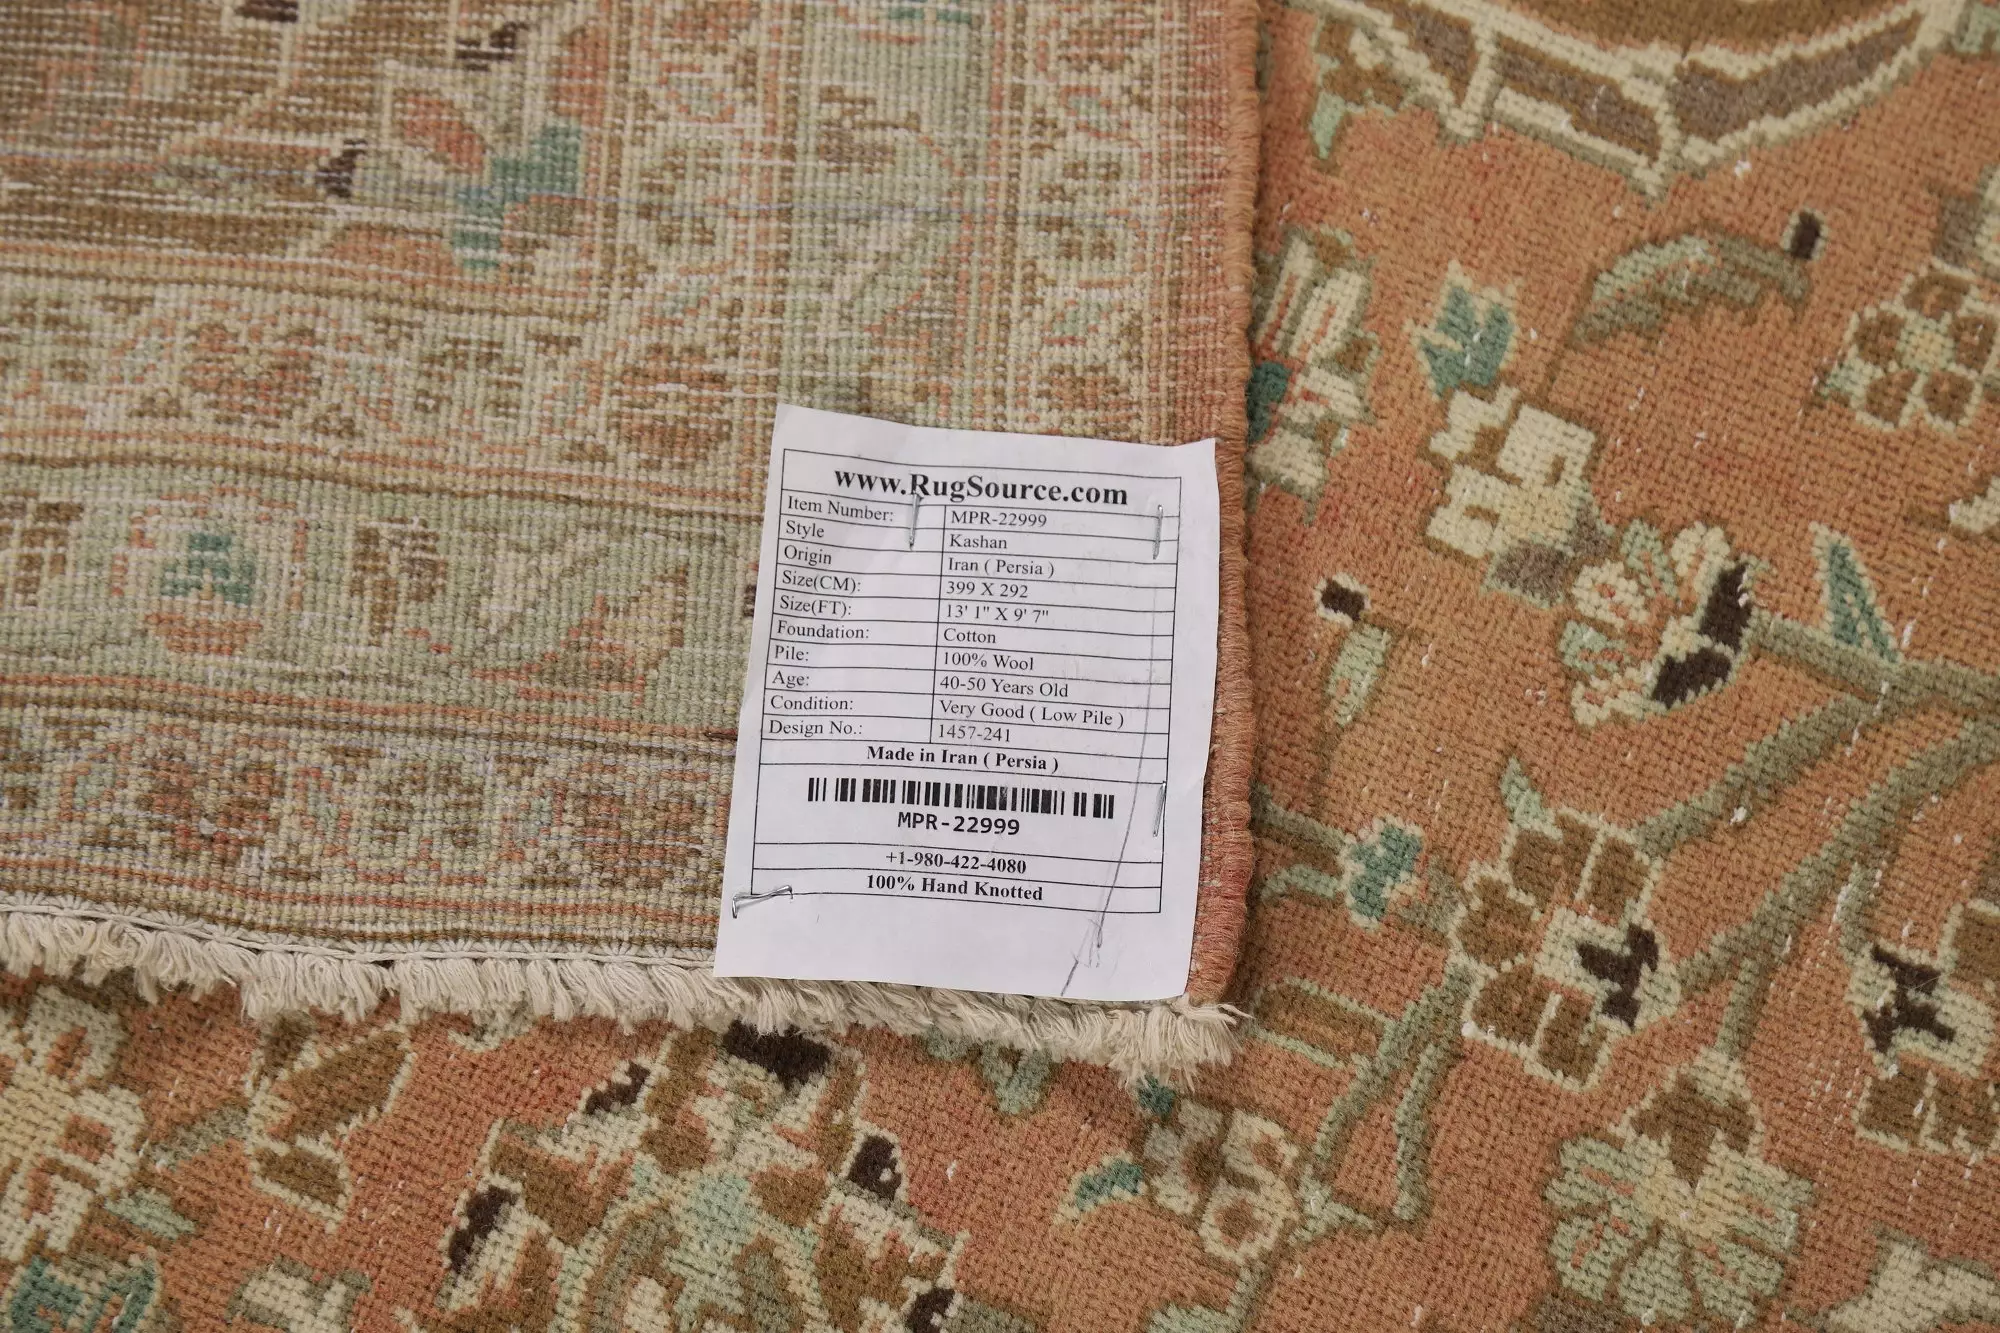 www.RugSource.com
Item Number: MPR-22999
Style Kashan
Origin Iran ( Persia )
Size(CM): 399 X 292
Size(FT): 13' 1" X 9' 7"
Foundation: Cotton
Pile: 100% Wool
Age: 40-50 Years Old
Condition: Very Good ( Low Pile )
Design No.: 1457-241
Made in Iran ( Persia )
MPR-22999
+1-980-422-4080
100% Hand Knotted